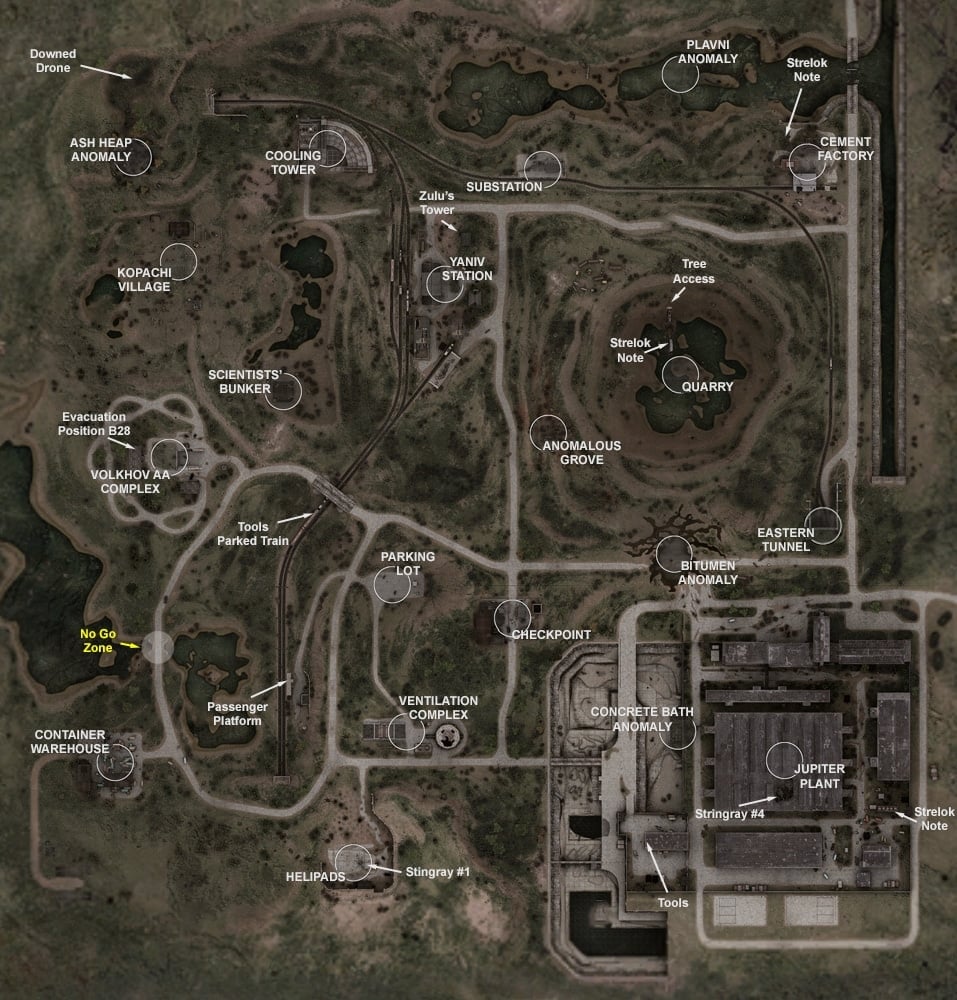 Downed
Drone
PLAVNI
ANOMALY
Strelok
Note
ASH HEAP
ANOMALY
COOLING
TOWER
CEMENT
FACTORY
SUBSTATION
Zulu's
Tower
YANIV
STATION
KOPACHI
VILLAGE
Tree
Access
Strelok
Note
QUARRY
SCIENTISTS'
BUNKER
Evacuation
Position B28
VOLKHOV AA
COMPLEX
ANOMALOUS
GROVE
Tools
Parked Train
EASTERN
TUNNEL
PARKING
LOT
BITUMEN
ANOMALY
CHECKPOINT
No Go
Zone
Passenger
Platform
VENTILATION
COMPLEX
CONCRETE BATH
ANOMALY
CONTAINER
WAREHOUSE
JUPITER
PLANT
Stringray #4
Strelok
Note
HELIPADS
Stingray #1
Tools